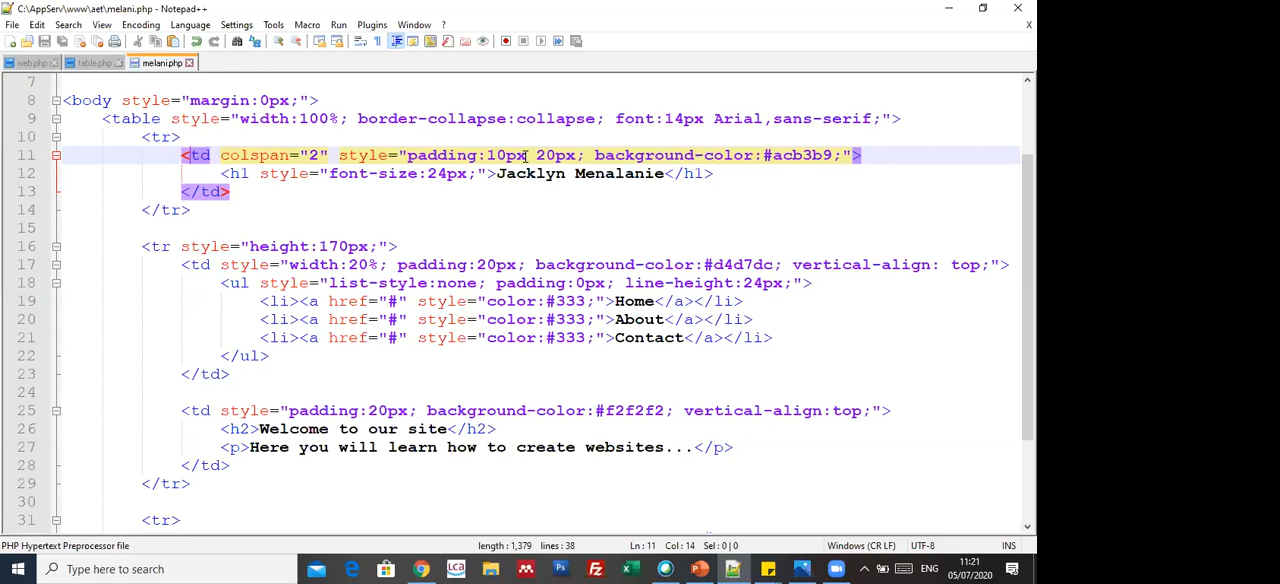 C:\AppServ\www\aet\melani.php - Notepad++
File Edit Search View Encoding Language Settings Tools Macro Run Plugins Window ? X
web.php table.php melani.php
7
8 <body style="margin:0px;">
9 <table style="width:100%; border-collapse:collapse; font:14px Arial,sans-serif;">
10 <tr>
11 <td colspan="2" style="padding:10px 20px; background-color:#acb3b9;">
12 <h1 style="font-size:24px;">Jacklyn Menalanie</h1>
13 </td>
14 </tr>
15
16 <tr style="height:170px;">
17 <td style="width:20%; padding:20px; background-color:#d4d7dc; vertical-align: top;">
18 <ul style="list-style:none; padding:0px; line-height:24px;">
19 <li><a href="#" style="color:#333;">Home</a></li>
20 <li><a href="#" style="color:#333;">About</a></li>
21 <li><a href="#" style="color:#333;">Contact</a></li>
22 </ul>
23 </td>
24
25 <td style="padding:20px; background-color:#f2f2f2; vertical-align:top;">
26 <h2>Welcome to our site</h2>
27 <p>Here you will learn how to create websites...</p>
28 </td>
29 </tr>
30
31 <tr>
PHP Hypertext Preprocessor file length : 1,379 lines : 38 Ln : 11 Col : 14 Sel : 0 | 0 Windows (CR LF) UTF-8 INS
Type here to search LCA Ps ENG 11:21
05/07/2020